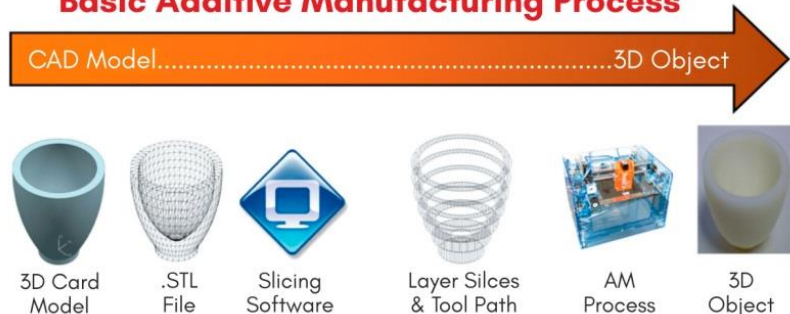 Basic Additive Manufacturing Process
CAD Model......................................................................3D Object
3D Card
Model
.STL
File
Slicing
Software
Layer Silces
& Tool Path
AM
Process
3D
Object